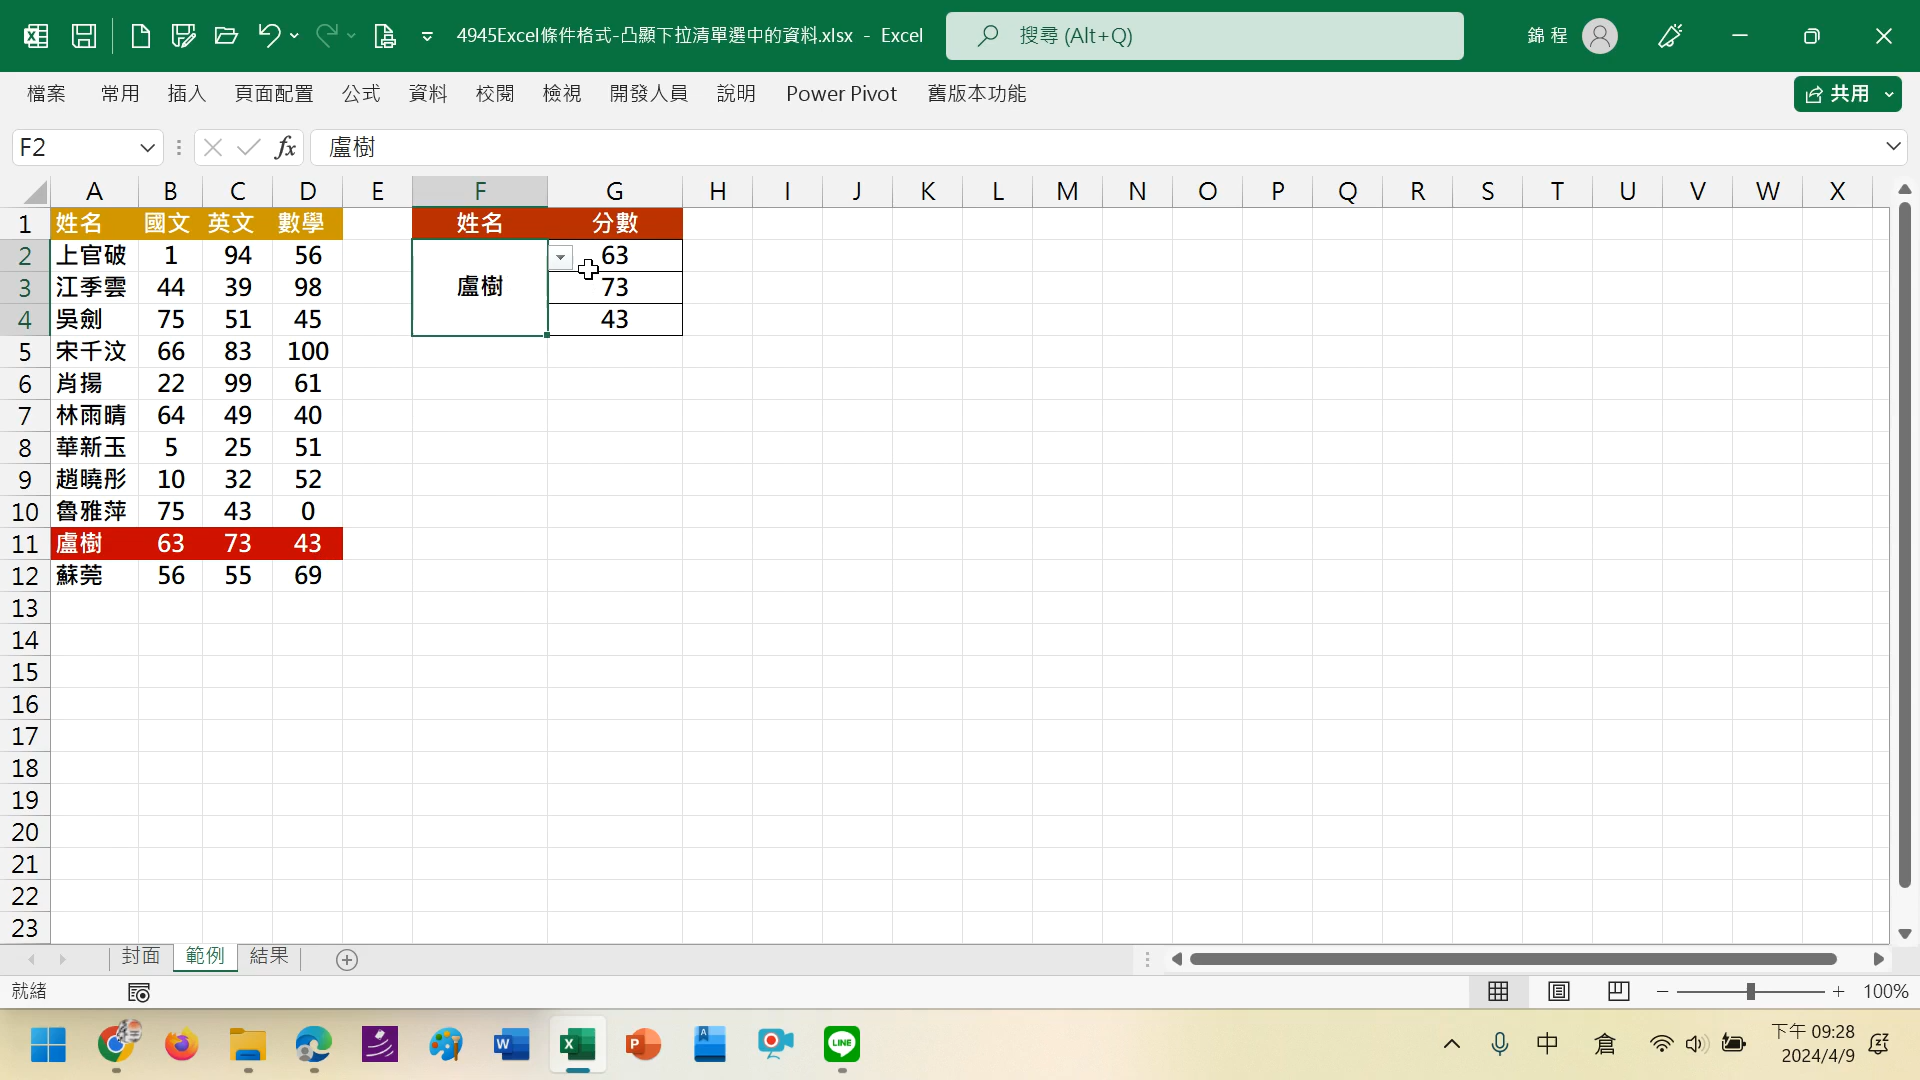 4945Excel條件格式-凸顯下拉清單選中的資料.xlsx - Excel
搜尋 (Alt+Q)
錦 程
檔案 常用 插入 頁面配置 公式 資料 校閱 檢視 開發人員 說明 Power Pivot 舊版本功能
共用
F2 fx 盧樹
A B C D E F G H I J K L M N O P Q R S T U V W X
1 姓名 國文 英文 數學 姓名 分數
2 上官破 1 94 56 63
3 江季雲 44 39 98 盧樹 73
4 吳劍 75 51 45 43
5 宋千汶 66 83 100
6 肖揚 22 99 61
7 林雨晴 64 49 40
8 華新玉 5 25 51
9 趙曉彤 10 32 52
10 魯雅萍 75 43 0
11 盧樹 63 73 43
12 蘇莞 56 55 69
13
14
15
16
17
18
19
20
21
22
23
封面 範例 結果
就緒
100%
中 倉 下午 09:28
2024/4/9